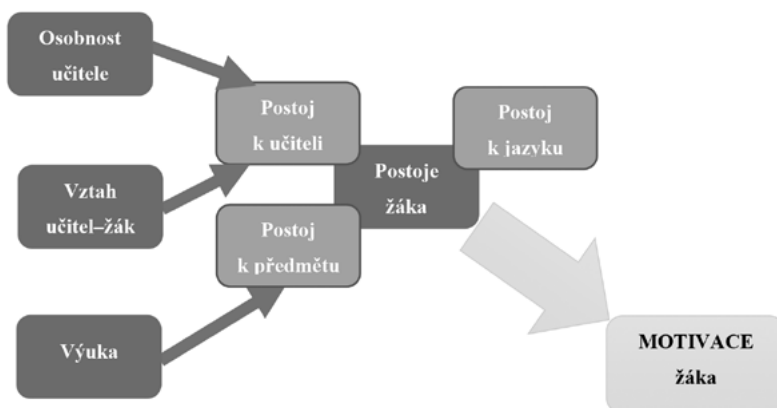 Osobnost
učitele
Postoj
k učiteli
Postoj
k jazyku
Vztah
učitel–žák
Postoje
žáka
Postoj
k předmětu
Výuka
MOTIVACE
žáka